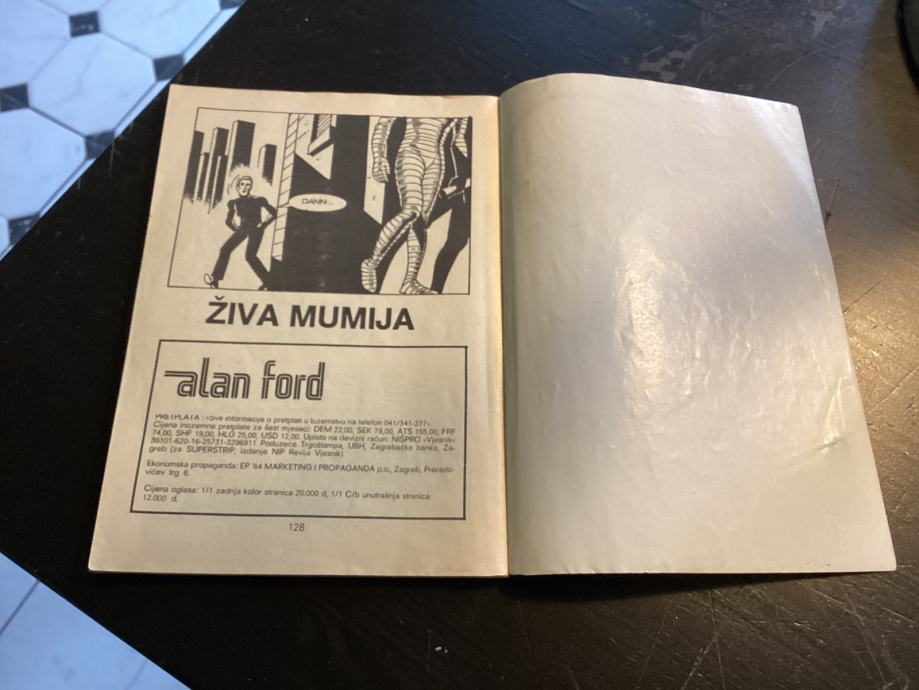 DANN...
ŽIVA MUMIJA
alan ford
PRETPLATA: »Sve informacije o pretplati u tuzemstvu na telefon 041/341-277«
Cijena inozemne pretplate za šest mjeseci: DEM 22,00, SEK 78,00, ATS 155,00, FRF
74,00, SHF 19,00, HLG 25,00, USD 12,00. Uplata na devizni račun: NIŠPRO »Vjesnik«
30101-620-16-25731-3296911 Poduzeće Trgoštampa, UBH, Zagrebačka banka, Za-
greb (za SUPERSTRIP, izdanje NIP Revija Vjesnik)
Ekonomska propaganda: EP '64 MARKETING I PROPAGANDA p.o., Zagreb, Prerado-
vićev trg 6.
Cijena oglasa: 1/1 zadnja kolor stranica 20.000 d, 1/1 C/b unutrašnja stranica
12.000 d.
128